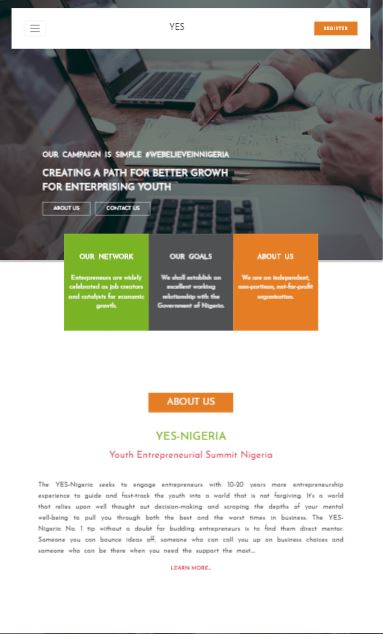 YES
REGISTER
OUR CAMPAIGN IS SIMPLE #WEBELIEVEINNIGERIA
CREATING A PATH FOR BETTER GROWH
FOR ENTERPRISING YOUTH
ABOUT US
CONTACT US
OUR NETWORK
Entrepreneurs are widely
celebrated as job creators
and catalysts for economic
growth.
OUR GOALS
We shall establish an
excellent working
relationship with the
Government of Nigeria.
ABOUT US
We are an independent,
non-partisan, not-for-profit
organisation.
ABOUT US
YES-NIGERIA
Youth Entrepreneurial Summit Nigeria
The YES-Nigeria seeks to engage entrepreneurs with 10-20 years more entrepreneurship
experience to guide and fast-track the youth into a world that is not forgiving. It's a world
that relies upon well thought out decision-making and scraping the depths of your mental
well-being to pull you through both the best and the worst times in business. The YES-
Nigeria No. 1 tip without a doubt for budding entrepreneurs is to find them direct mentor.
Someone you can bounce ideas off; someone who can call you up on business choices and
someone who can be there when you need the support the most...
LEARN MORE..